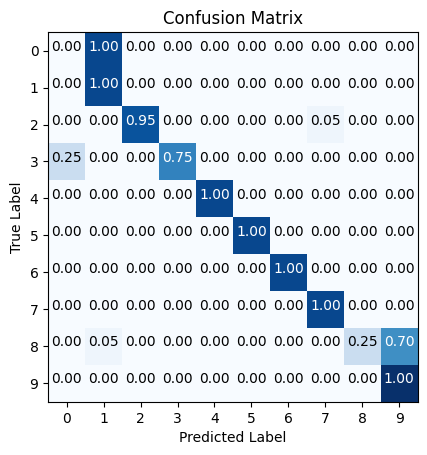 Confusion Matrix
0 0.00 1.00 0.00 0.00 0.00 0.00 0.00 0.00 0.00 0.00
1 0.00 1.00 0.00 0.00 0.00 0.00 0.00 0.00 0.00 0.00
2 0.00 0.00 0.95 0.00 0.00 0.00 0.00 0.05 0.00 0.00
3 0.25 0.00 0.00 0.75 0.00 0.00 0.00 0.00 0.00 0.00
4 0.00 0.00 0.00 0.00 1.00 0.00 0.00 0.00 0.00 0.00
True Label
5 0.00 0.00 0.00 0.00 0.00 1.00 0.00 0.00 0.00 0.00
6 0.00 0.00 0.00 0.00 0.00 0.00 1.00 0.00 0.00 0.00
7 0.00 0.00 0.00 0.00 0.00 0.00 0.00 1.00 0.00 0.00
8 0.00 0.05 0.00 0.00 0.00 0.00 0.00 0.00 0.25 0.70
9 0.00 0.00 0.00 0.00 0.00 0.00 0.00 0.00 0.00 1.00
0 1 2 3 4 5 6 7 8 9
Predicted Label